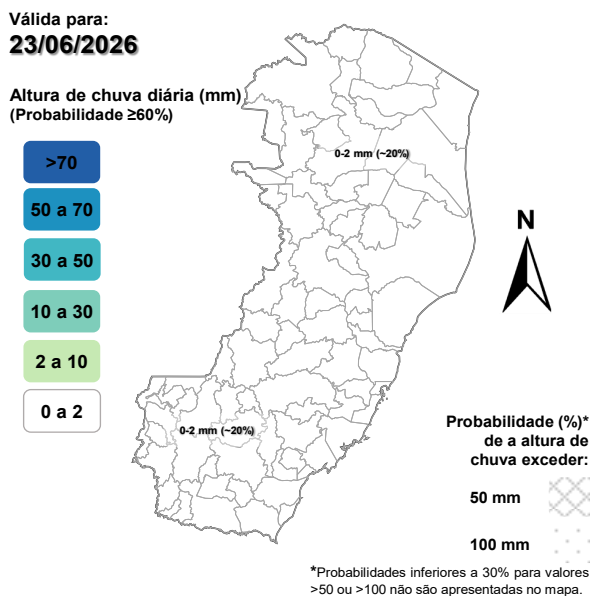 Válida para:
23/06/2026
Altura de chuva diária (mm)
(Probabilidade ≥60%)
>70
50 a 70
30 a 50
10 a 30
2 a 10
0 a 2
0-2 mm (~20%)
N
0-2 mm (~20%)
Probabilidade (%)*
de a altura de
chuva exceder:
50 mm
100 mm
*Probabilidades inferiores a 30% para valores
>50 ou >100 não são apresentadas no mapa.